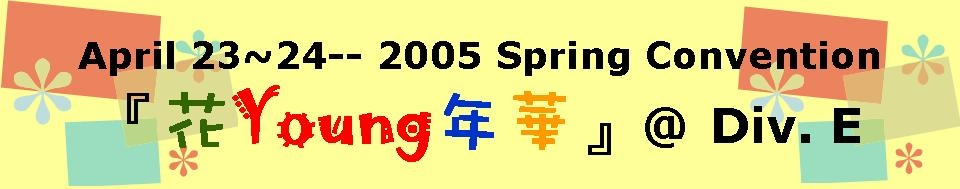 April 23~24-- 2005 Spring Convention
『花Young年華』@ Div. E